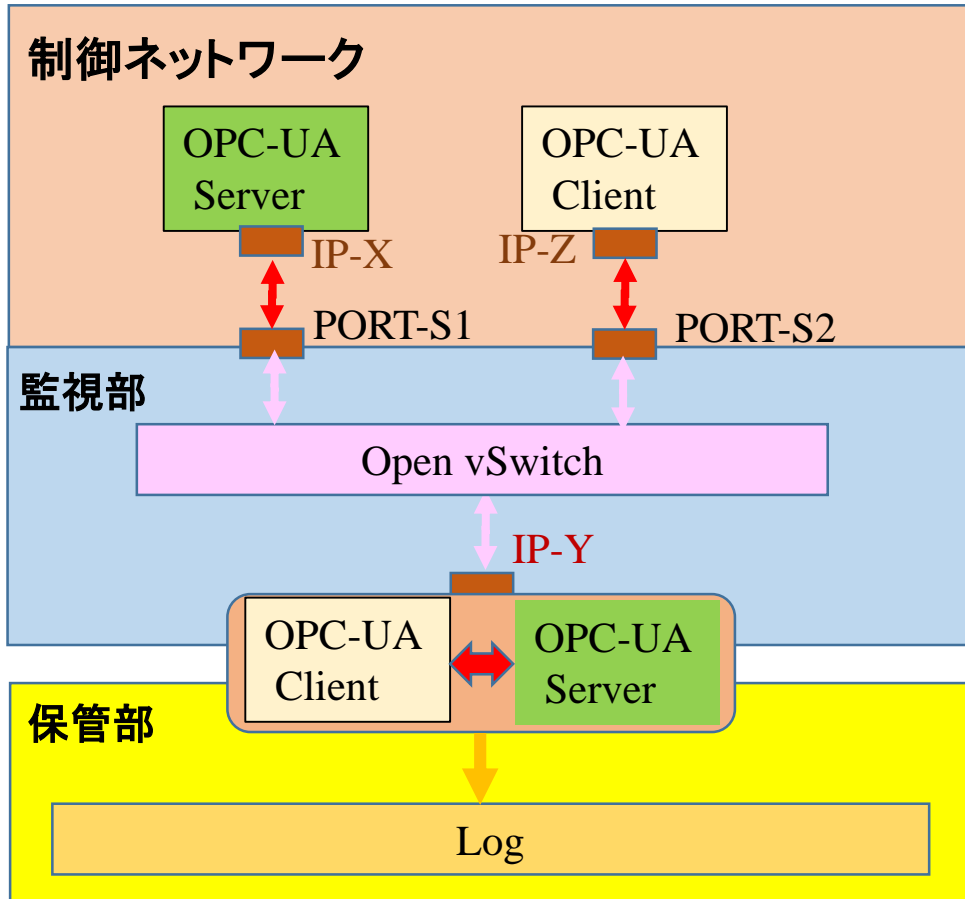 制御ネットワーク
OPC-UA
Server
OPC-UA
Client
IP-X
IP-Z
PORT-S1
PORT-S2
監視部
Open vSwitch
IP-Y
OPC-UA
Client
OPC-UA
Server
保管部
Log